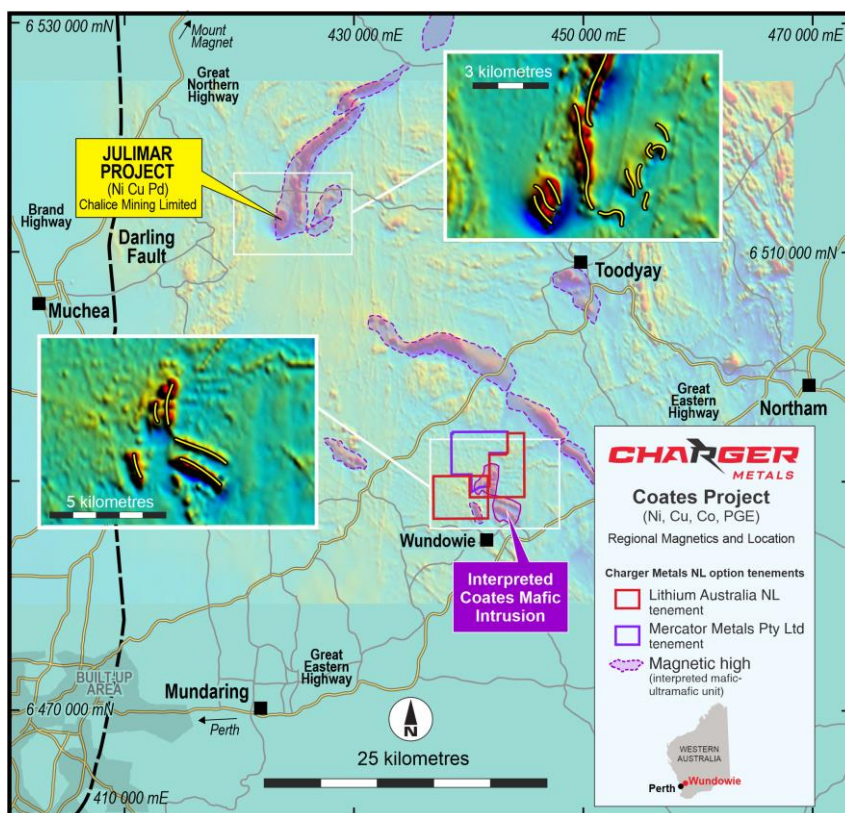 6 530 000 mN
Mount
Magnet
430 000 mE
450 000 mE
470 000 mE
Great
Northern
Highway
3 kilometres
JULIMAR
PROJECT
(Ni Cu Pd)
Chalice Mining Limited
Brand
Highway
Darling
Fault
6 510 000 mN
Toodyay
Muchea
Great
Eastern
Highway
Northam
5 kilometres
Wundowie
Interpreted
Coates Mafic
Intrusion
CHARGER
METALS
Coates Project
(Ni, Cu, Co, PGE)
Regional Magnetics and Location
Charger Metals NL option tenements
Lithium Australia NL
tenement
Mercator Metals Pty Ltd
tenement
Magnetic high
(interpreted mafic-
ultramafic unit)
WESTERN
AUSTRALIA
Perth
Wundowie
Great
Eastern
Highway
BUILT-UP
AREA
Mundaring
6 470 000 mN
Perth
N
25 kilometres
410 000 mE